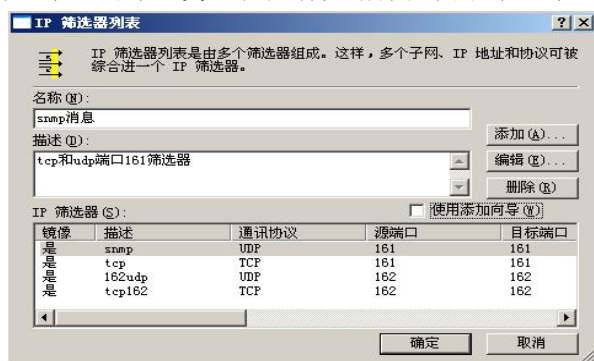 IP 筛选器列表
IP 筛选器列表是由多个筛选器组成。这样，多个子网、IP 地址和协议可被
综合进一个 IP 筛选器。
名称(N):
snmp消息
添加(A)...
描述(D):
tcp和udp端口161筛选器
编辑(E)...
删除(R)
IP 筛选器(S):
使用添加向导(W)
镜像 描述 通讯协议 源端口 目标端口
是 snmp UDP 161 161
是 tcp TCP 161 161
是 162udp UDP 162 162
是 tcp162 TCP 162 162
确定 取消